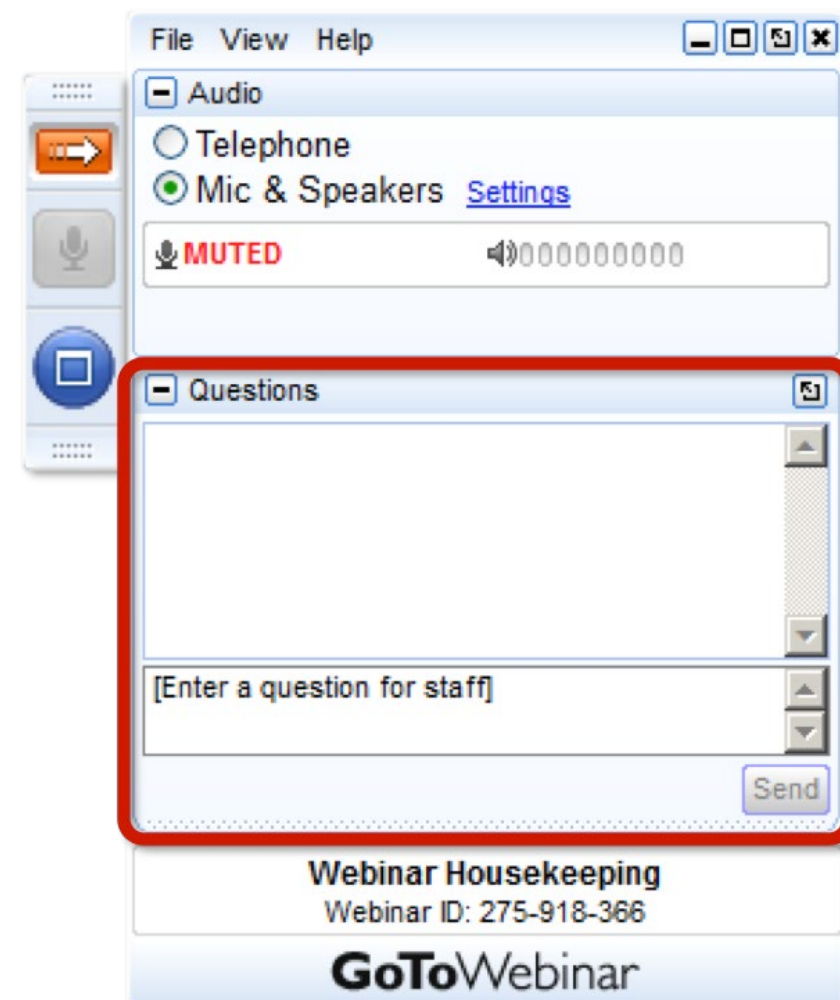 File View Help
Audio
Telephone
Mic & Speakers Settings
MUTED
Questions
[Enter a question for staff]
Send
Webinar Housekeeping
Webinar ID: 275-918-366
GoToWebinar